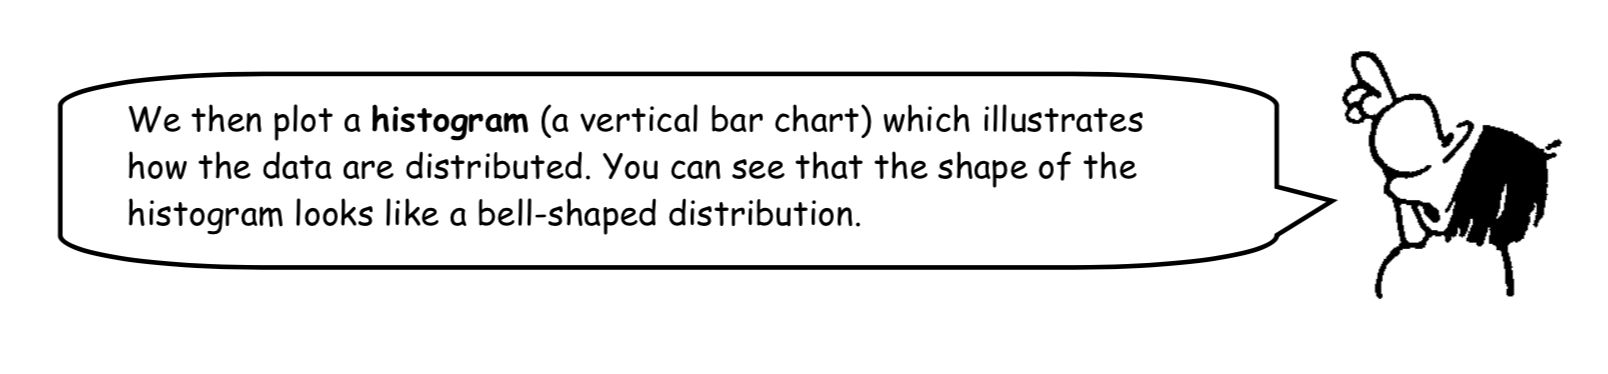 We then plot a histogram (a vertical bar chart) which illustrates
how the data are distributed. You can see that the shape of the
histogram looks like a bell-shaped distribution.